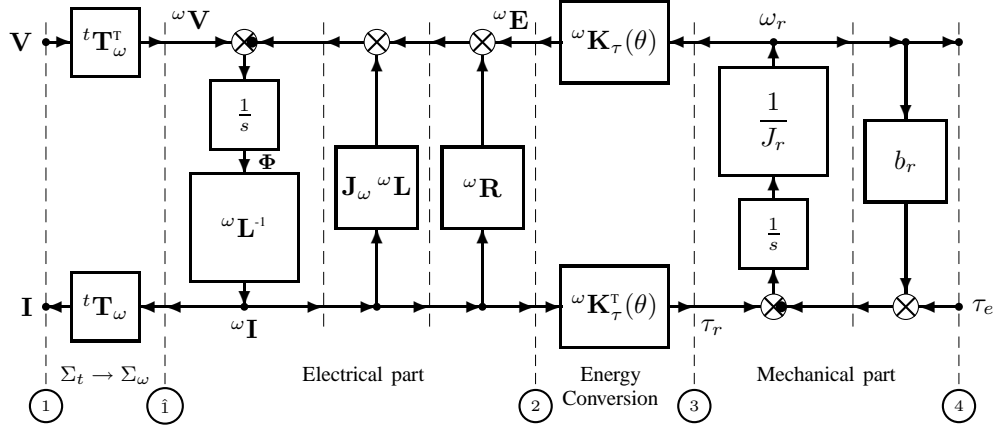 V ᵗT_ω^T ^ωV ^ωE ^ωK_τ(θ) ω_r
1/s 1/J_r
Φ b_r
^ωL^-1 J_ω ^ωL ^ωR 1/s
I ᵗT_ω ^ωI ^ωK_τ^T(θ) τ_r τ_e
Σ_t → Σ_ω Electrical part Energy Mechanical part
Conversion
1 1̂ 2 3 4